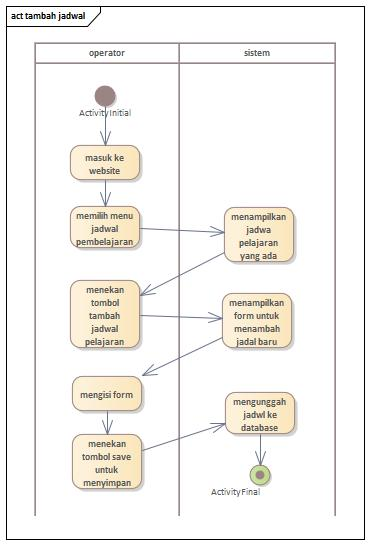 act tambah jadwal
operator
sistem
ActivityInitial
masuk ke
website
memilih menu
jadwal
pembelajaran
menampilkan
jadwa
pelajaran
yang ada
menekan
tombol
tambah
jadwal
pelajaran
menampilkan
form untuk
menambah
jadal baru
mengisi form
mengunggah
jadwl ke
database
menekan
tombol save
untuk
menyimpan
ActivityFinal